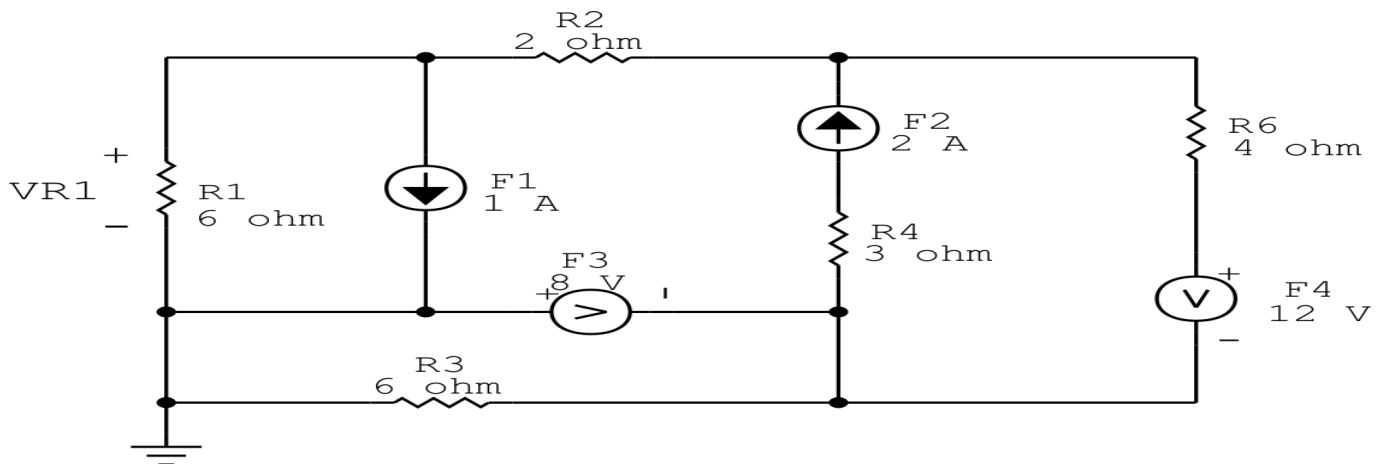 R2
2 ohm
F2
2 A
R6
4 ohm
+
VR1
−
R1
6 ohm
F1
1 A
R4
3 ohm
F3
8 V
+ −
V
+
V
−
F4
12 V
R3
6 ohm